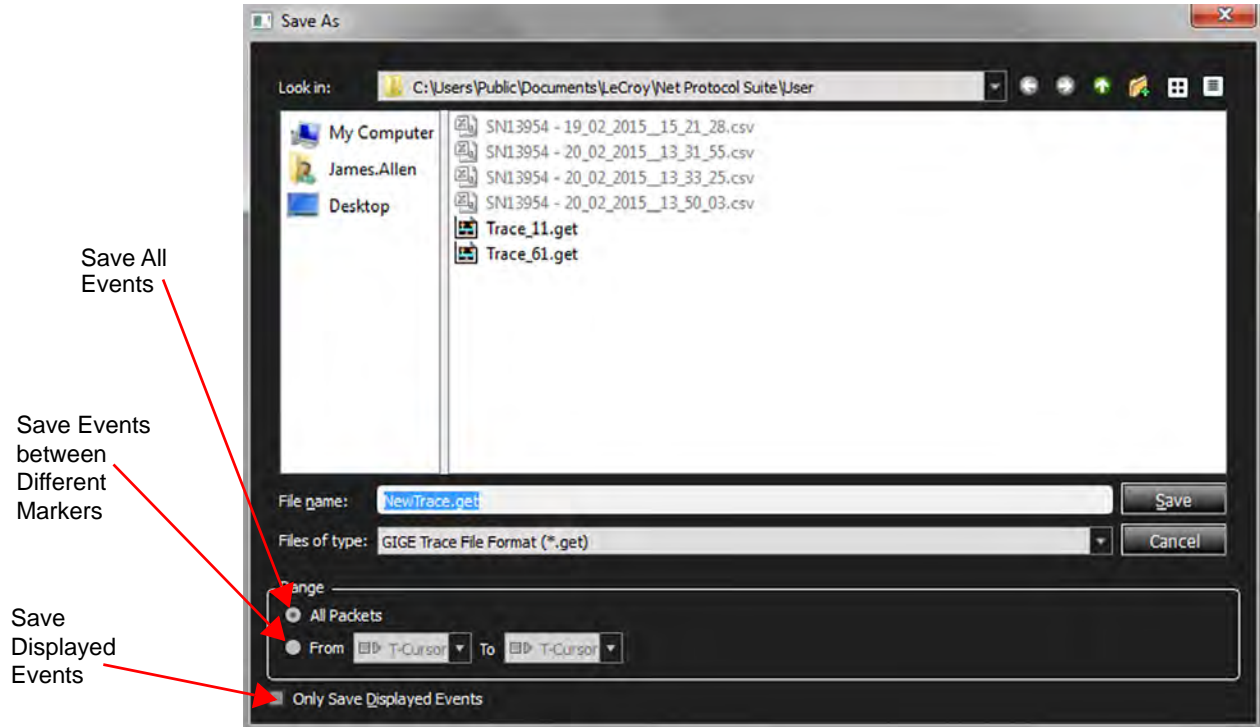 Save As
Look in:
C:\Users\Public\Documents\LeCroy\Net Protocol Suite\User
My Computer
James.Allen
Desktop
SN13954 - 19_02_2015__15_21_28.csv
SN13954 - 20_02_2015__13_31_55.csv
SN13954 - 20_02_2015__13_33_25.csv
SN13954 - 20_02_2015__13_50_03.csv
Trace_11.get
Trace_61.get
Save All
Events
Save Events
between
Different
Markers
File name:
NewTrace.get
Save
Files of type:
GIGE Trace File Format (*.get)
Cancel
Range
All Packets
From
T-Cursor
To
T-Cursor
Save
Displayed
Events
Only Save Displayed Events